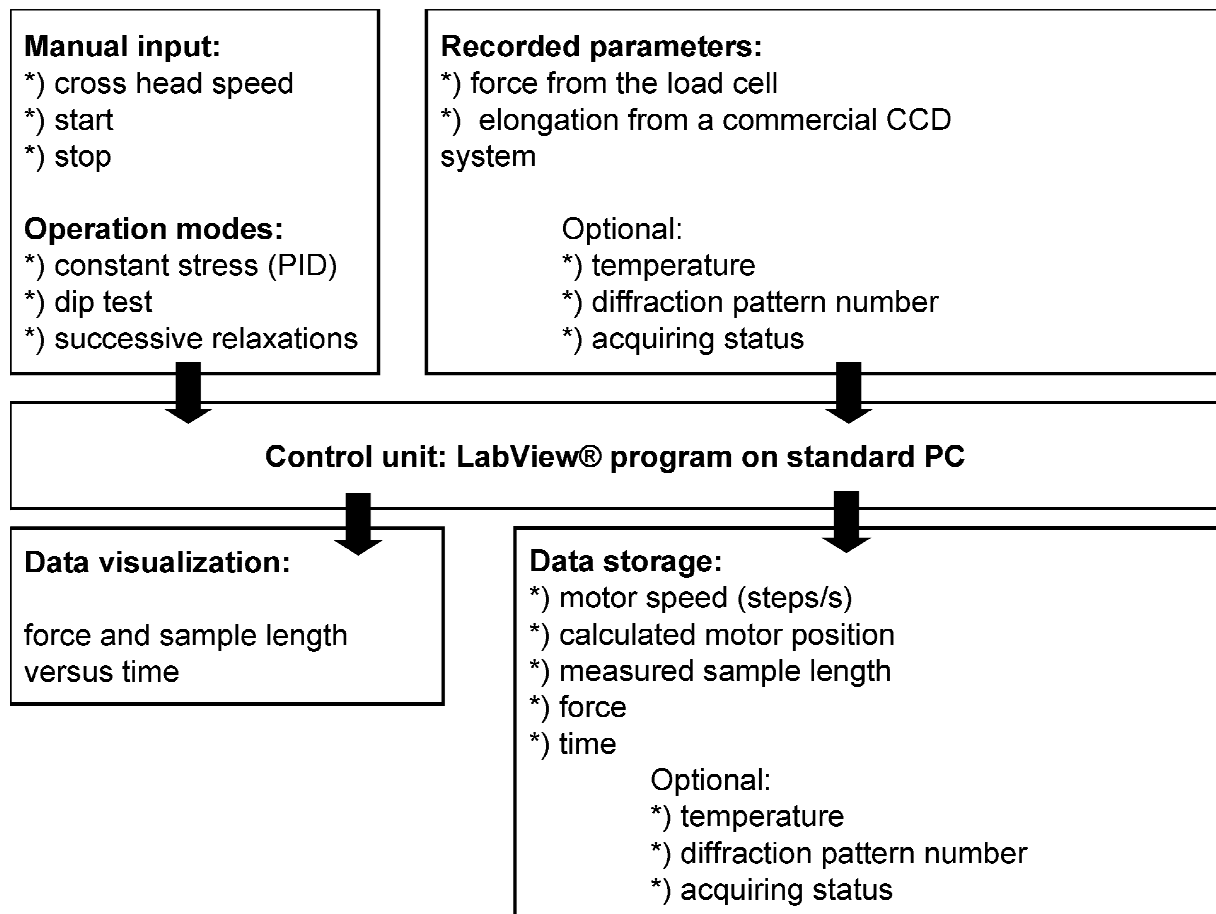 Manual input:
*) cross head speed
*) start
*) stop
Operation modes:
*) constant stress (PID)
*) dip test
*) successive relaxations
Recorded parameters:
*) force from the load cell
*) elongation from a commercial CCD
system
Optional:
*) temperature
*) diffraction pattern number
*) acquiring status
Control unit: LabView® program on standard PC
Data visualization:
force and sample length
versus time
Data storage:
*) motor speed (steps/s)
*) calculated motor position
*) measured sample length
*) force
*) time
Optional:
*) temperature
*) diffraction pattern number
*) acquiring status